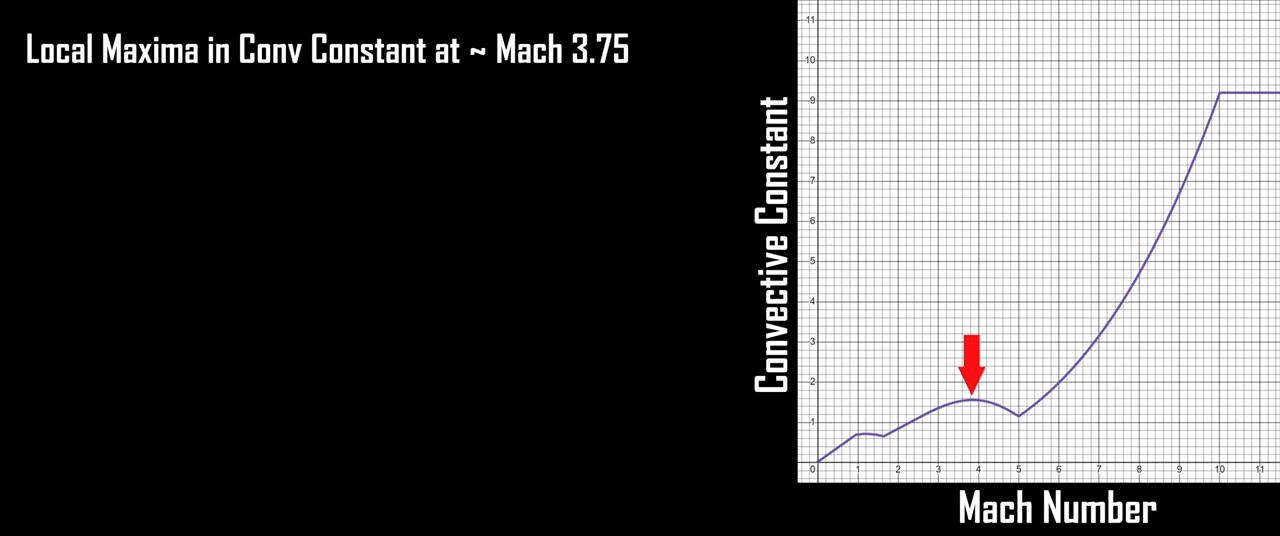 Local Maxima in Conv Constant at ~ Mach 3.75
Convective Constant
11
10
9
8
7
6
5
4
3
2
1
0 1 2 3 4 5 6 7 8 9 10 11
Mach Number